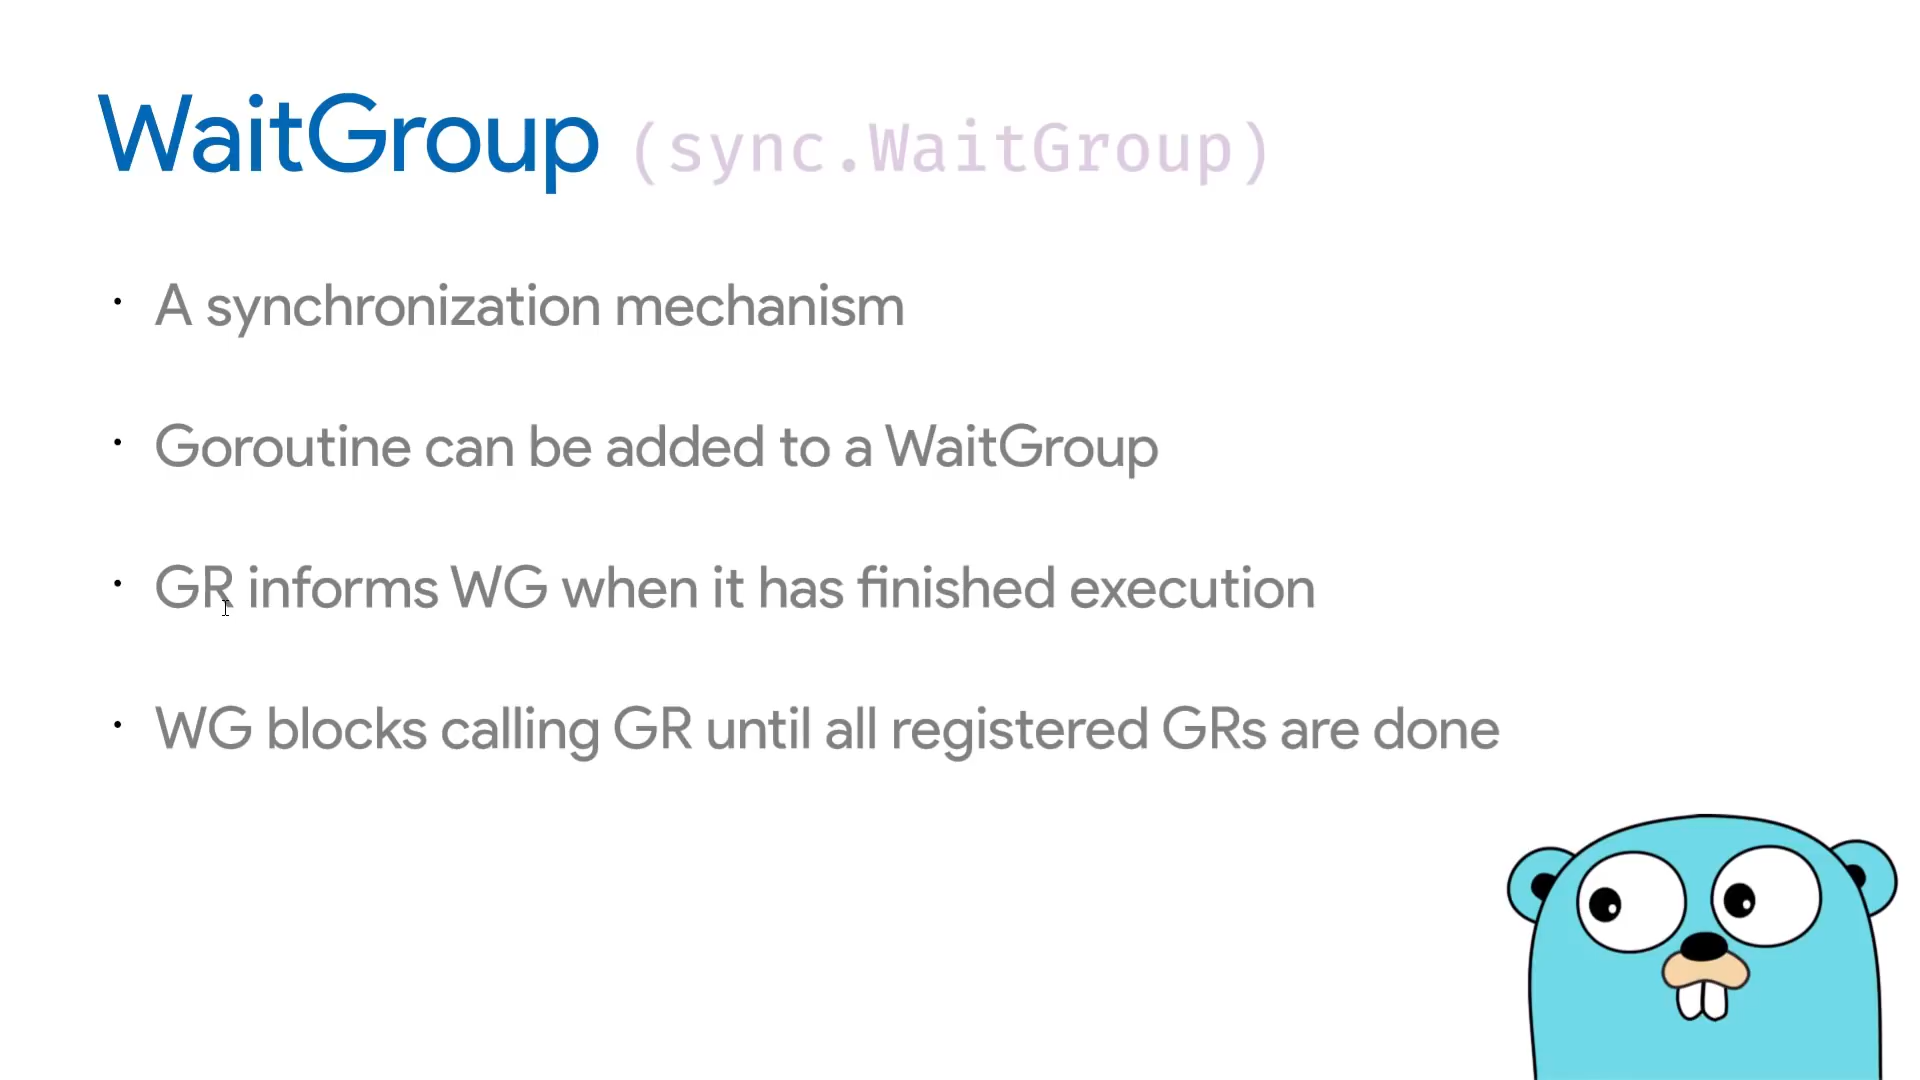 WaitGroup (sync.WaitGroup)
· A synchronization mechanism
· Goroutine can be added to a WaitGroup
· GR informs WG when it has finished execution
· WG blocks calling GR until all registered GRs are done